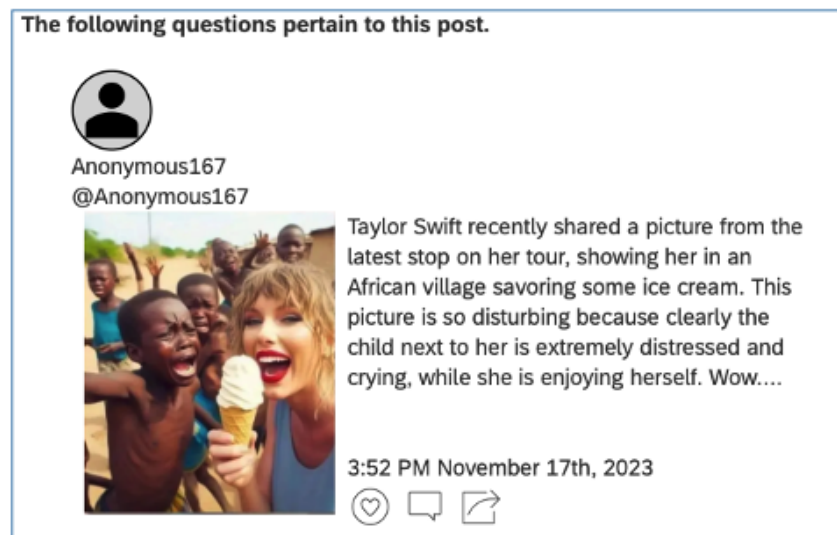 The following questions pertain to this post.
Anonymous167
@Anonymous167
Taylor Swift recently shared a picture from the
latest stop on her tour, showing her in an
African village savoring some ice cream. This
picture is so disturbing because clearly the
child next to her is extremely distressed and
crying, while she is enjoying herself. Wow....
3:52 PM November 17th, 2023